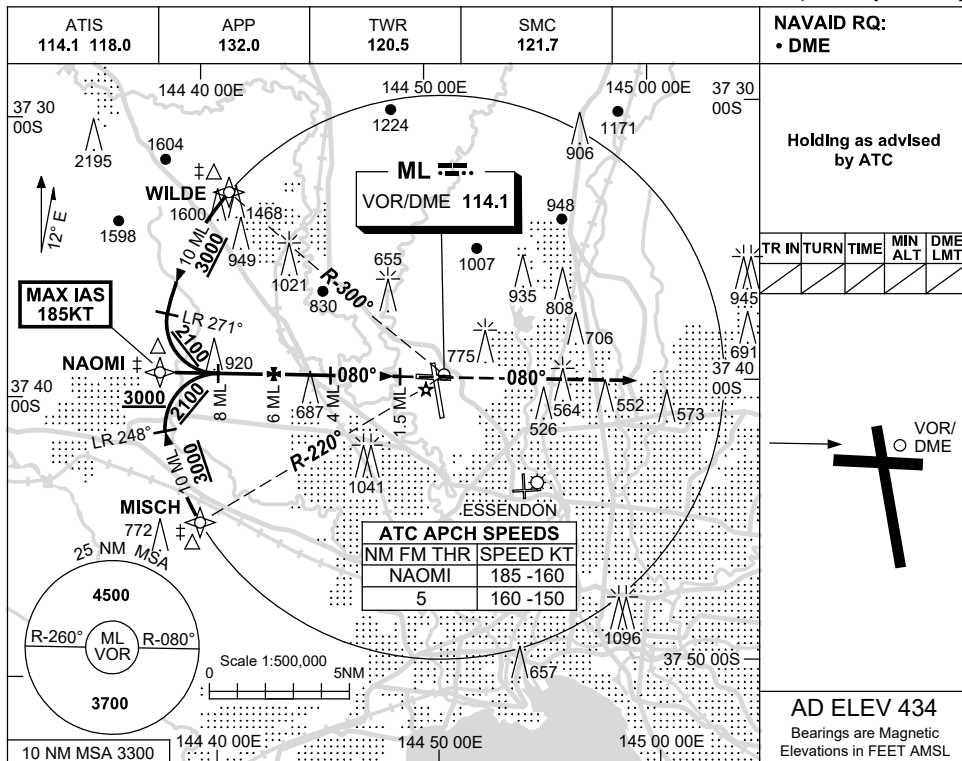 ATIS
114.1 118.0
APP
132.0
TWR
120.5
SMC
121.7
NAVAID RQ:
• DME
144 40 00E
144 50 00E
145 00 00E
37 30
00S
37 30
00S
Holding as advised
by ATC
2195
1604
1224
906
1171
ML
VOR/DME 114.1
WILDE
1600
1468
1598
12° E
10 ML
3000
949
1021
655
830
948
1007
935
808
706
R-300°
TR IN
TURN
TIME
MIN
ALT
DME
LMT
945
691
MAX IAS
185KT
LR 271°
2100
NAOMI
3000
920
775
37 40
00S
37 40
00S
8 ML
6 ML
4 ML
1.5 ML
080°
080°
687
526
564
552
573
2100
LR 248°
3000
10 ML
R-220°
1041
VOR/
DME
MISCH
772
ESSENDON
ATC APCH SPEEDS
NM FM THR SPEED KT
NAOMI 185 -160
5 160 -150
25 NM MSA
4500
R-260°
ML
VOR
R-080°
3700
Scale 1:500,000
0 5NM
1096
657
37 50 00S
10 NM MSA 3300
144 40 00E
144 50 00E
145 00 00E
AD ELEV 434
Bearings are Magnetic
Elevations in FEET AMSL